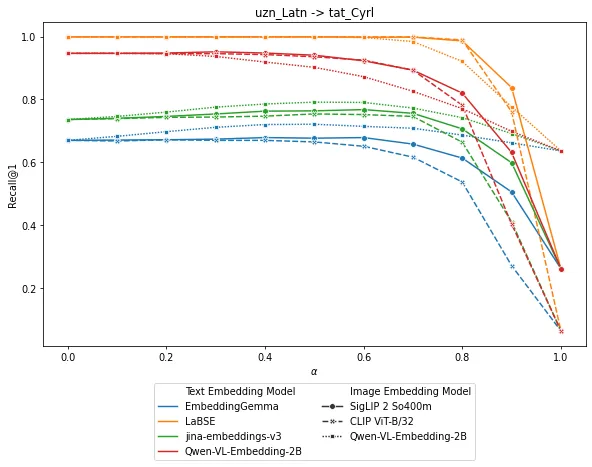 uzn_Latn -> tat_Cyrl
1.0
0.8
0.6
0.4
0.2
Recall@1
0.0 0.2 0.4 0.6 0.8 1.0
α
Text Embedding Model Image Embedding Model
EmbeddingGemma SigLIP 2 So400m
LaBSE CLIP ViT-B/32
jina-embeddings-v3 Qwen-VL-Embedding-2B
Qwen-VL-Embedding-2B